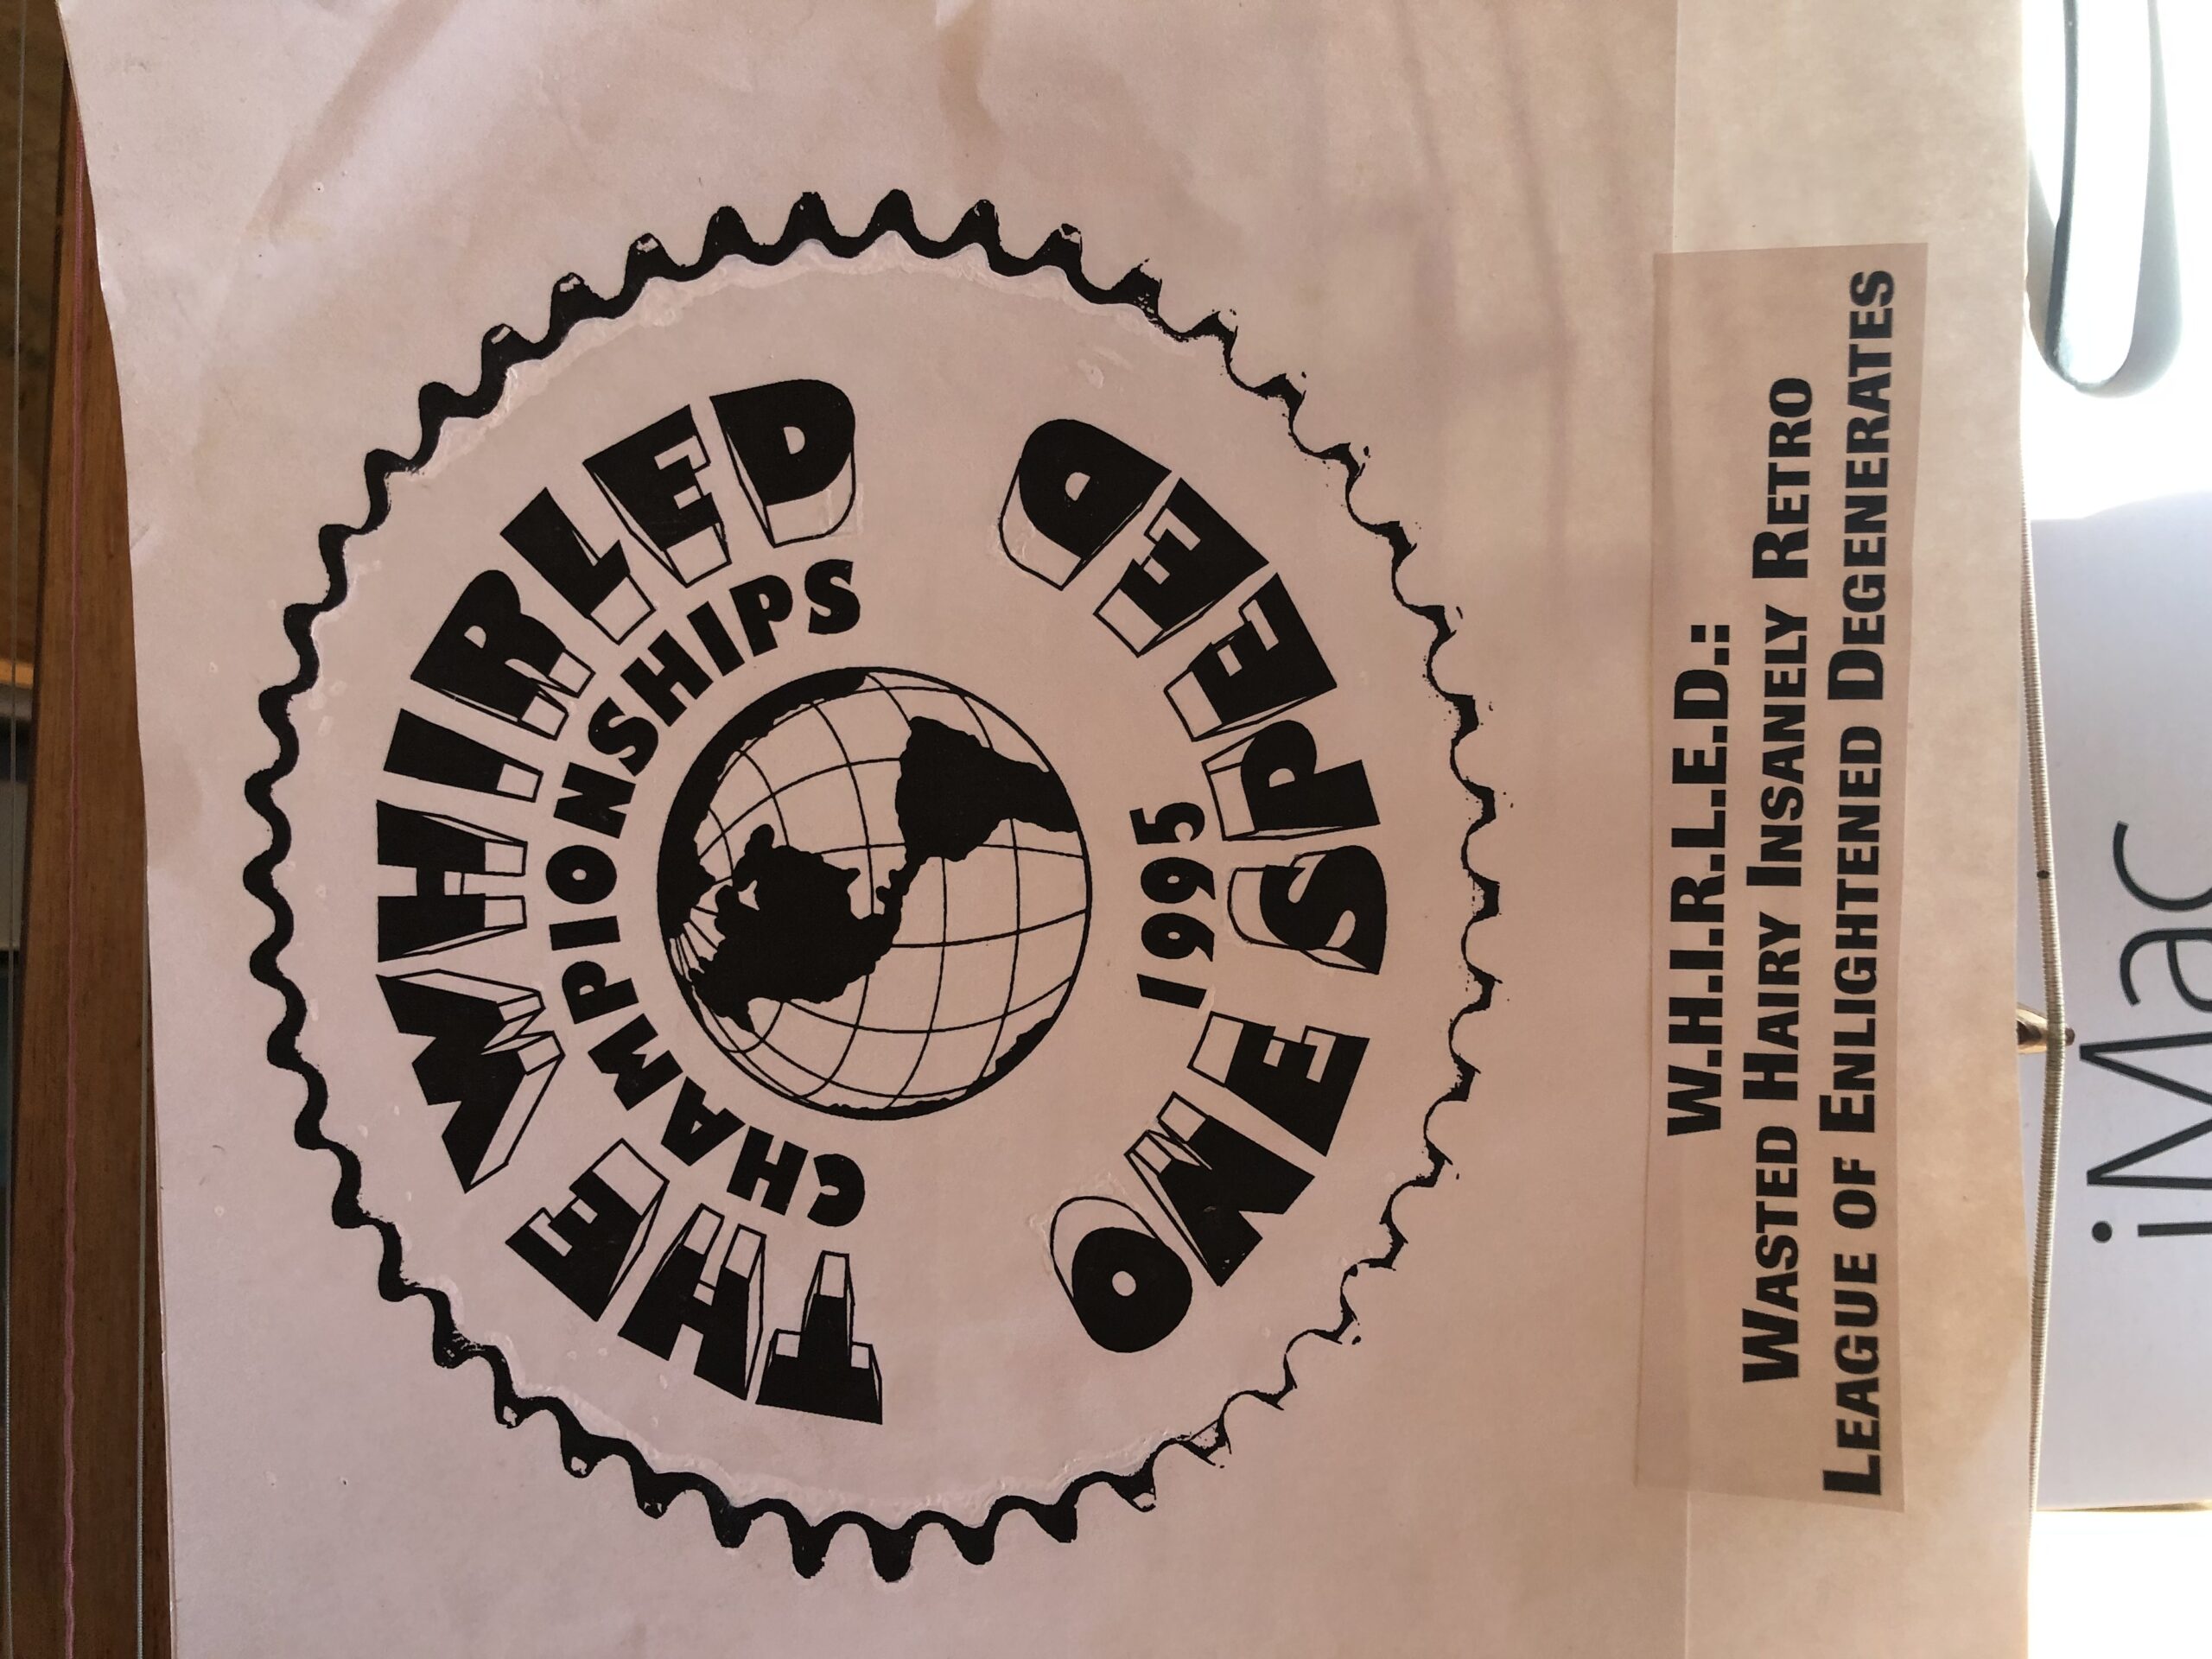 THE WHIRLED
CHAMPIONSHIPS
1995
ONE SPEED
W.H.I.R.L.E.D.:
WASTED HAIRY INSANELY RETRO
LEAGUE OF ENLIGHTENED DEGENERATES
iMac